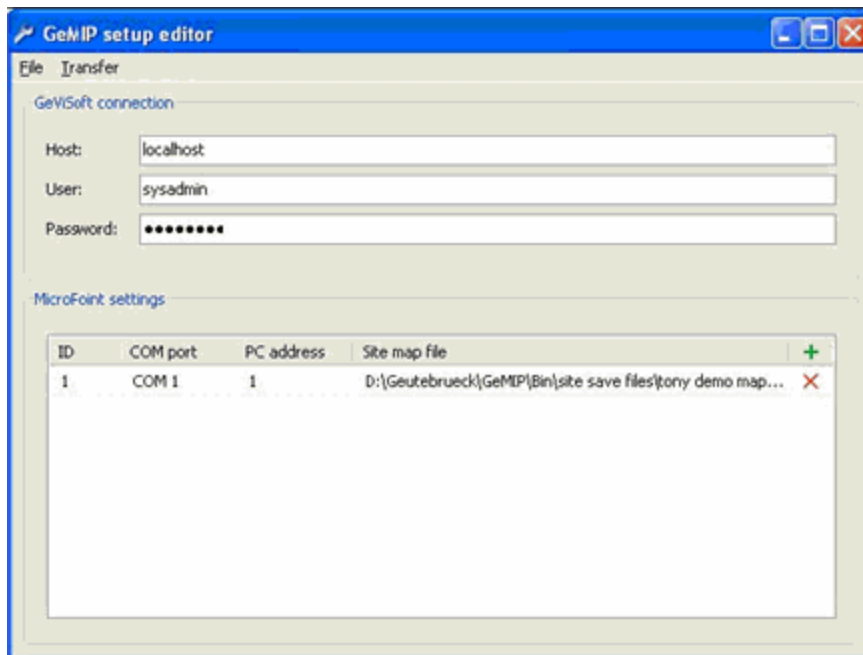 GeMIP setup editor
File Transfer
GeViSoft connection
Host: localhost
User: sysadmin
Password: ••••••••
MicroPoint settings
ID COM port PC address Site map file
1 COM 1 1 D:\Geutebrueck\GeMIP\Bin\site save files\tony demo map...